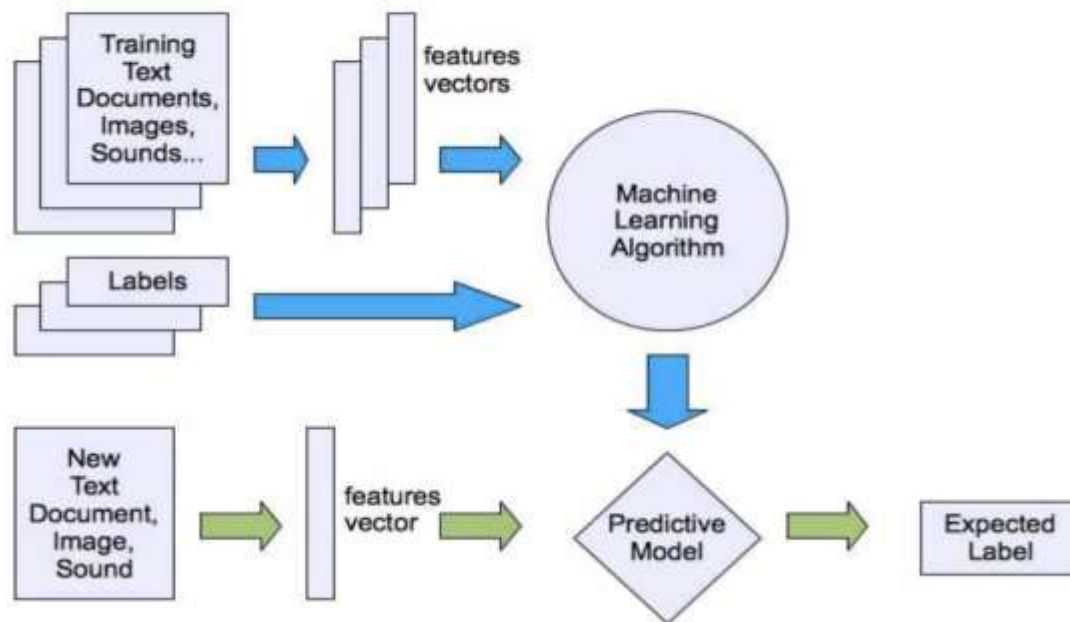 Training
Text
Documents,
Images,
Sounds...
features
vectors
Machine
Learning
Algorithm
Labels
New
Text
Document,
Image,
Sound
features
vector
Predictive
Model
Expected
Label